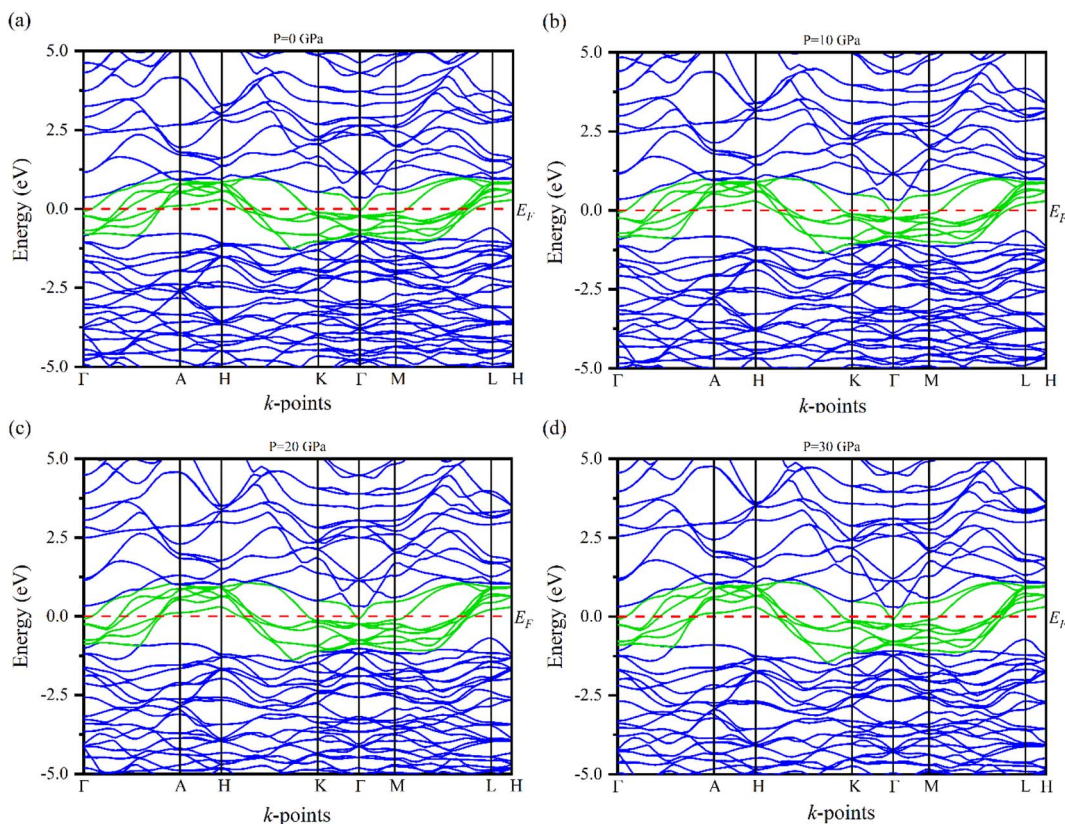 (a)
P=0 GPa
5.0
2.5
0.0
-2.5
-5.0
Energy (eV)
E_F
Γ A H K Γ M L H
k-points
(b)
P=10 GPa
5.0
2.5
0.0
-2.5
-5.0
Energy (eV)
E_F
Γ A H K Γ M L H
k-points
(c)
P=20 GPa
5.0
2.5
0.0
-2.5
-5.0
Energy (eV)
E_F
Γ A H K Γ M L H
k-points
(d)
P=30 GPa
5.0
2.5
0.0
-2.5
-5.0
Energy (eV)
E_F
Γ A H K Γ M L H
k-points